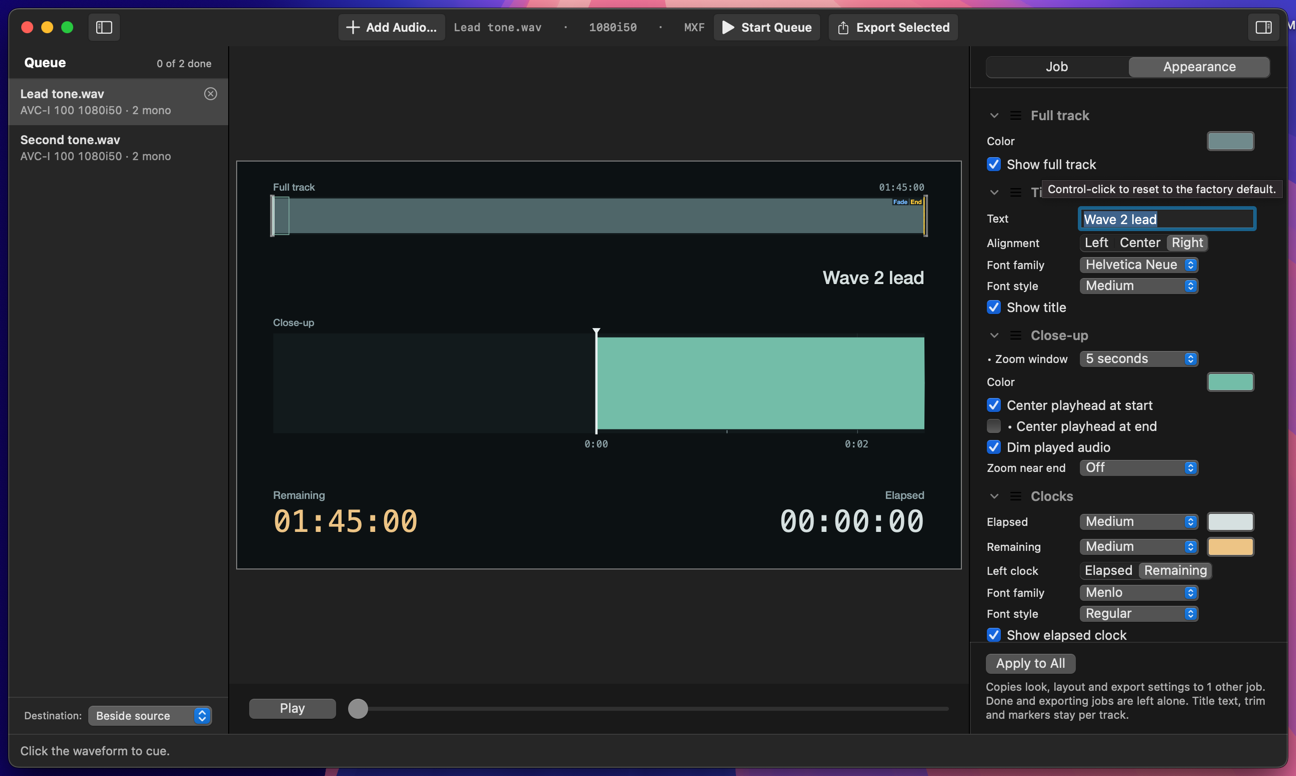 Add Audio...
Lead tone.wav · 1080i50 · MXF
Start Queue
Export Selected
M
Queue
0 of 2 done
Lead tone.wav
AVC-I 100 1080i50 · 2 mono
Second tone.wav
AVC-I 100 1080i50 · 2 mono
Destination:
Beside source
Click the waveform to cue.
Full track
01:45:00
Fade
End
Wave 2 lead
Close-up
0:00
0:02
Remaining
Elapsed
01:45:00
00:00:00
Play
Job
Appearance
Full track
Color
Show full track
Ti
Control-click to reset to the factory default.
Text
Wave 2 lead
Alignment
Left Center Right
Font family
Helvetica Neue
Font style
Medium
Show title
Close-up
• Zoom window
5 seconds
Color
Center playhead at start
• Center playhead at end
Dim played audio
Zoom near end
Off
Clocks
Elapsed
Medium
Remaining
Medium
Left clock
Elapsed Remaining
Font family
Menlo
Font style
Regular
Show elapsed clock
Apply to All
Copies look, layout and export settings to 1 other job.
Done and exporting jobs are left alone. Title text, trim
and markers stay per track.